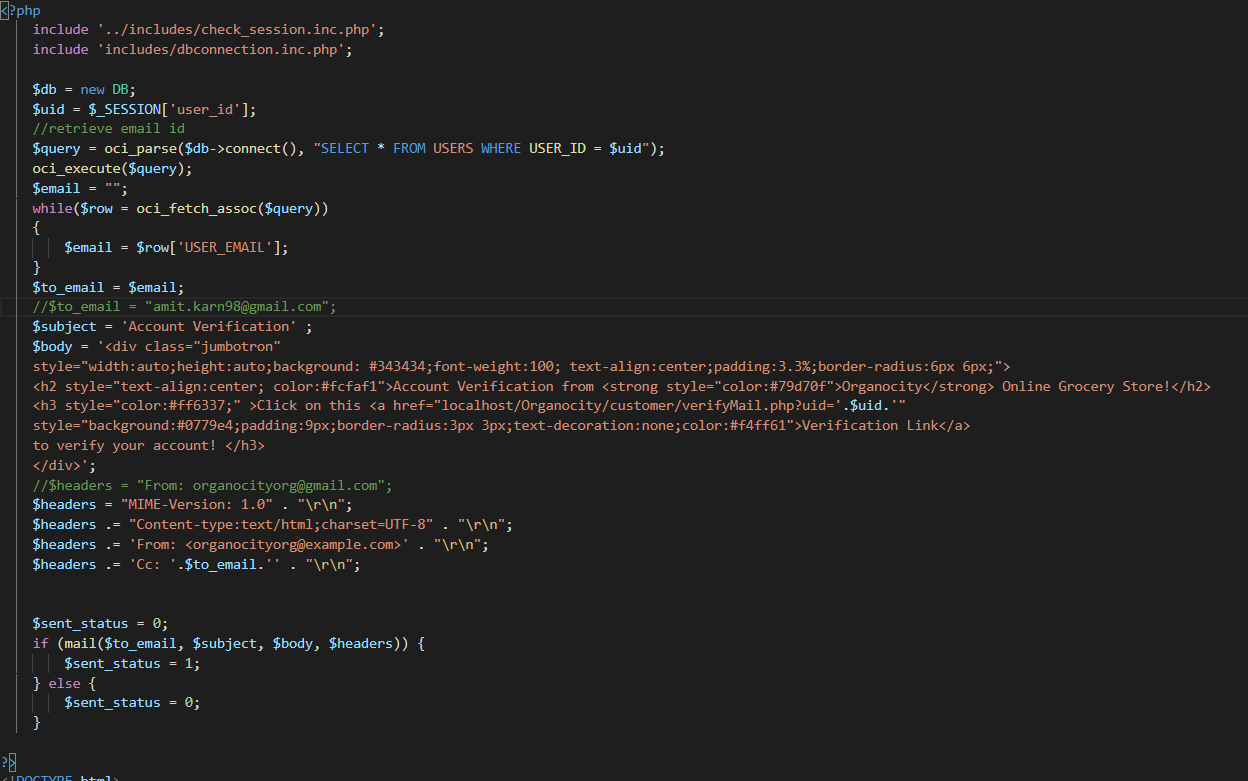 <?php
include '../includes/check_session.inc.php';
include 'includes/dbconnection.inc.php';
$db = new DB;
$uid = $_SESSION['user_id'];
//retrieve email id
$query = oci_parse($db->connect(), "SELECT * FROM USERS WHERE USER_ID = $uid");
oci_execute($query);
$email = "";
while($row = oci_fetch_assoc($query))
{
$email = $row['USER_EMAIL'];
}
$to_email = $email;
//$to_email = "amit.karn98@gmail.com";
$subject = 'Account Verification' ;
$body = '<div class="jumbotron"
style="width:auto;height:auto;background: #343434;font-weight:100; text-align:center;padding:3.3%;border-radius:6px 6px;">
<h2 style="text-align:center; color:#fcfaf1">Account Verification from <strong style="color:#79d70f">Organocity</strong> Online Grocery Store!</h2>
<h3 style="color:#ff6337;" >Click on this <a href="localhost/Organocity/customer/verifyMail.php?uid='.$uid.'"
style="background:#0779e4;padding:9px;border-radius:3px 3px;text-decoration:none;color:#f4ff61">Verification Link</a>
to verify your account! </h3>
</div>';
//$headers = "From: organocityorg@gmail.com";
$headers = "MIME-Version: 1.0" . "\r\n";
$headers .= "Content-type:text/html;charset=UTF-8" . "\r\n";
$headers .= 'From: <organocityorg@example.com>' . "\r\n";
$headers .= 'Cc: '.$to_email.'' . "\r\n";
$sent_status = 0;
if (mail($to_email, $subject, $body, $headers)) {
$sent_status = 1;
} else {
$sent_status = 0;
}
?>
<!DOCTYPE html>